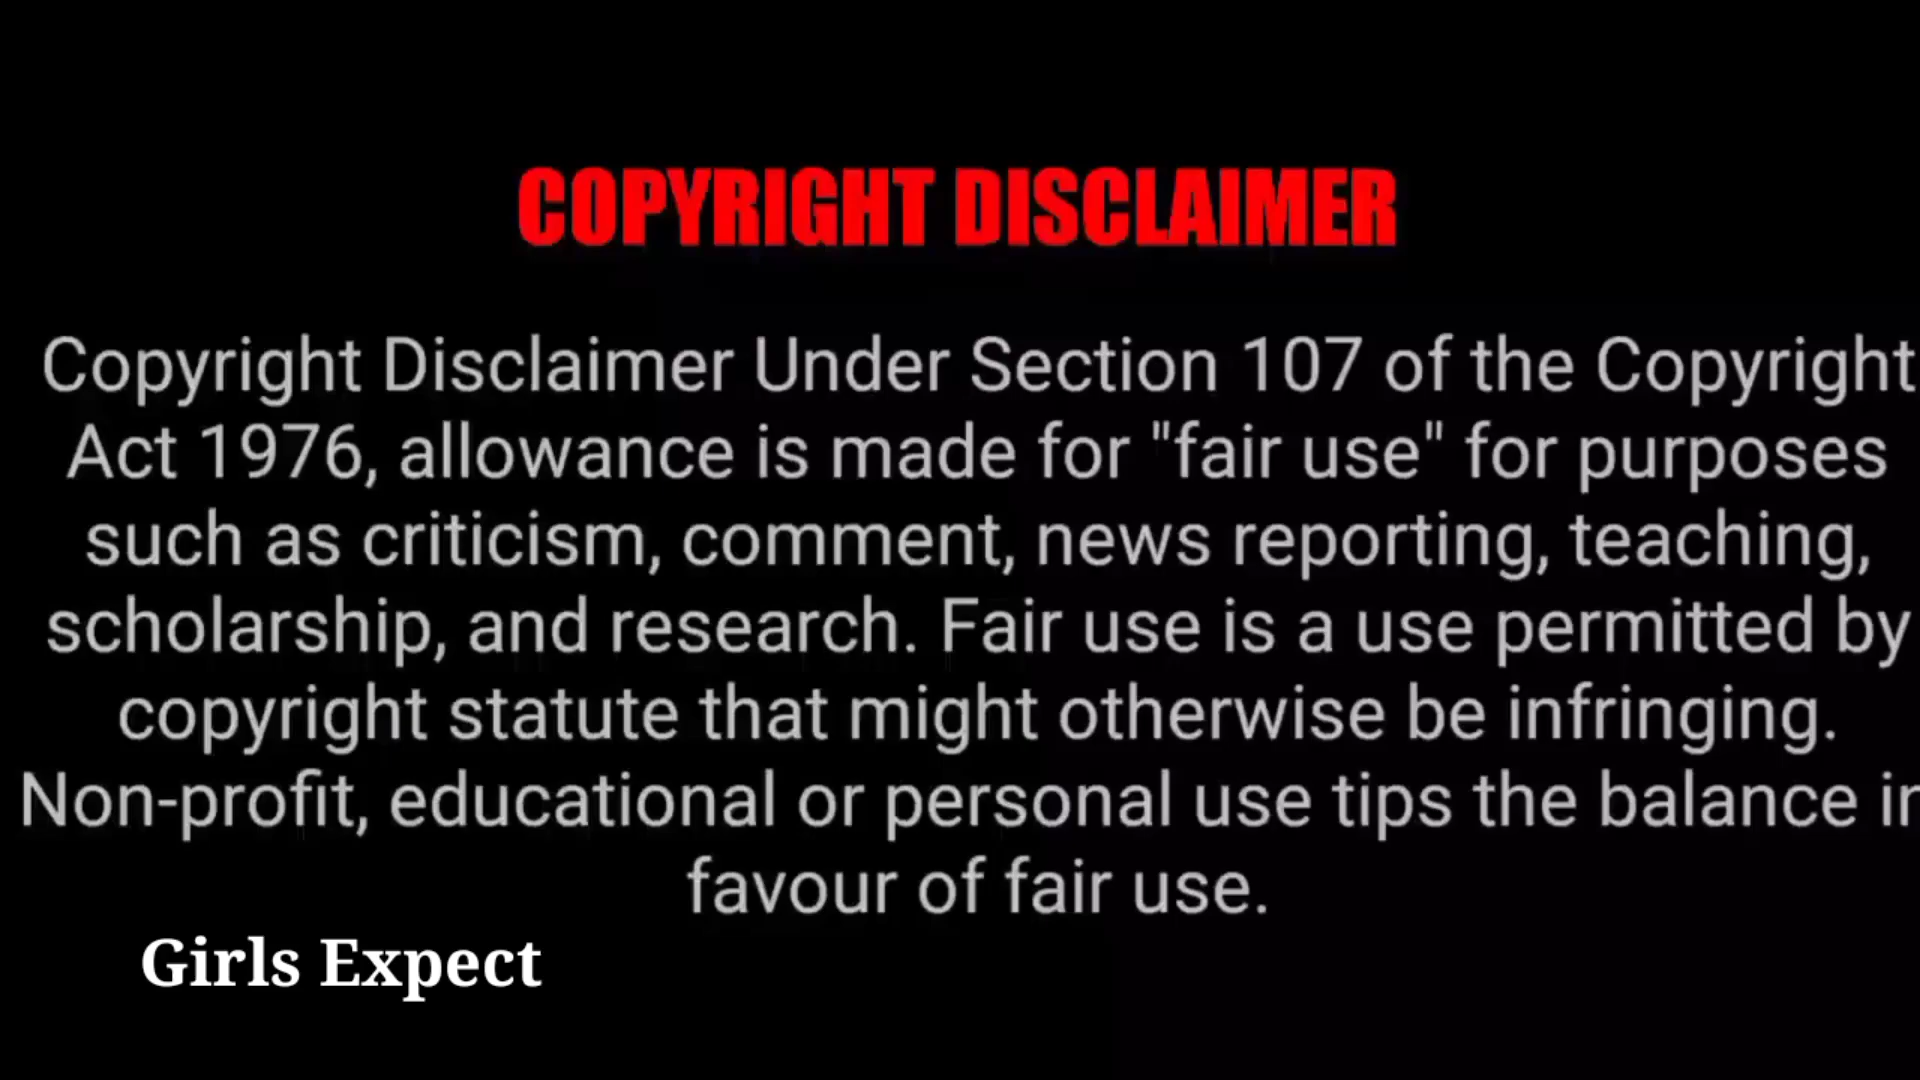 COPYRIGHT DISCLAIMER
Copyright Disclaimer Under Section 107 of the Copyright
Act 1976, allowance is made for "fair use" for purposes
such as criticism, comment, news reporting, teaching,
scholarship, and research. Fair use is a use permitted by
copyright statute that might otherwise be infringing.
Non-profit, educational or personal use tips the balance in
favour of fair use.
Girls Expect